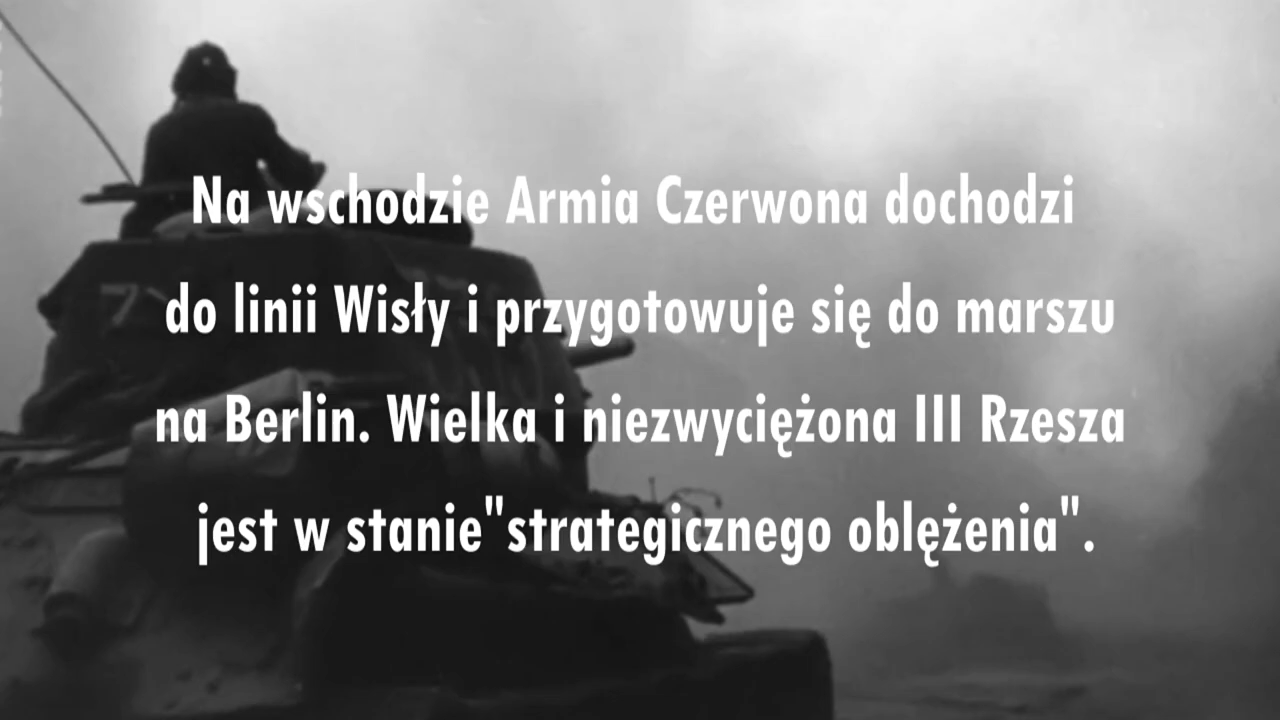 Na wschodzie Armia Czerwona dochodzi
do linii Wisły i przygotowuje się do marszu
na Berlin. Wielka i niezwyciężona III Rzesza
jest w stanie"strategicznego oblężenia".